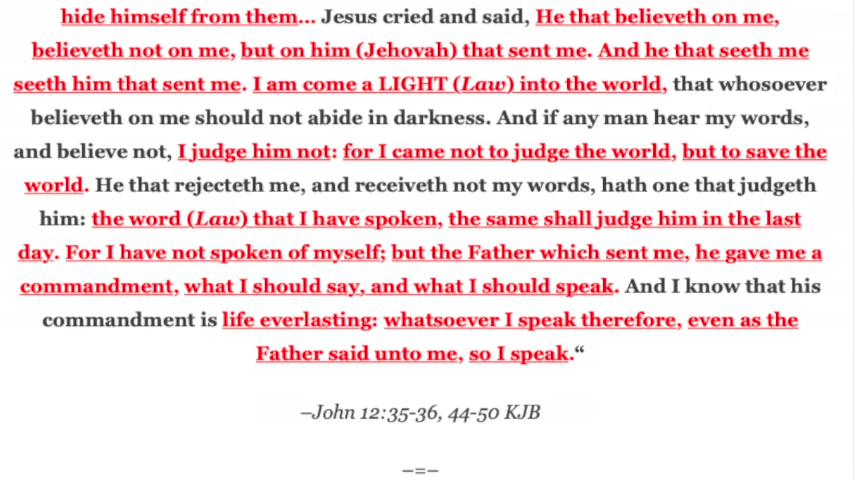 hide himself from them... Jesus cried and said, He that believeth on me,
believeth not on me, but on him (Jehovah) that sent me. And he that seeth me
seeth him that sent me. I am come a LIGHT (Law) into the world, that whosoever
believeth on me should not abide in darkness. And if any man hear my words,
and believe not, I judge him not: for I came not to judge the world, but to save the
world. He that rejecteth me, and receiveth not my words, hath one that judgeth
him: the word (Law) that I have spoken, the same shall judge him in the last
day. For I have not spoken of myself; but the Father which sent me, he gave me a
commandment, what I should say, and what I should speak. And I know that his
commandment is life everlasting: whatsoever I speak therefore, even as the
Father said unto me, so I speak.“
–John 12:35-36, 44-50 KJB
–=–